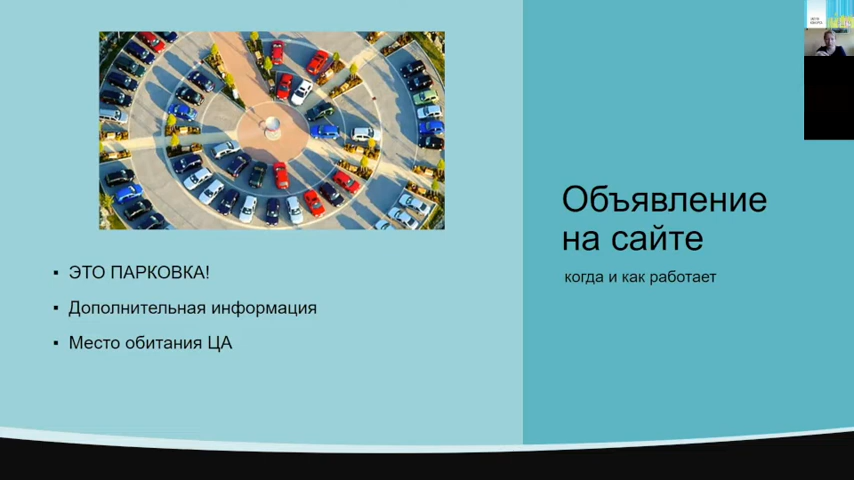 ЭТО ПАРКОВКА!
Дополнительная информация
Место обитания ЦА
Объявление
на сайте
когда и как работает